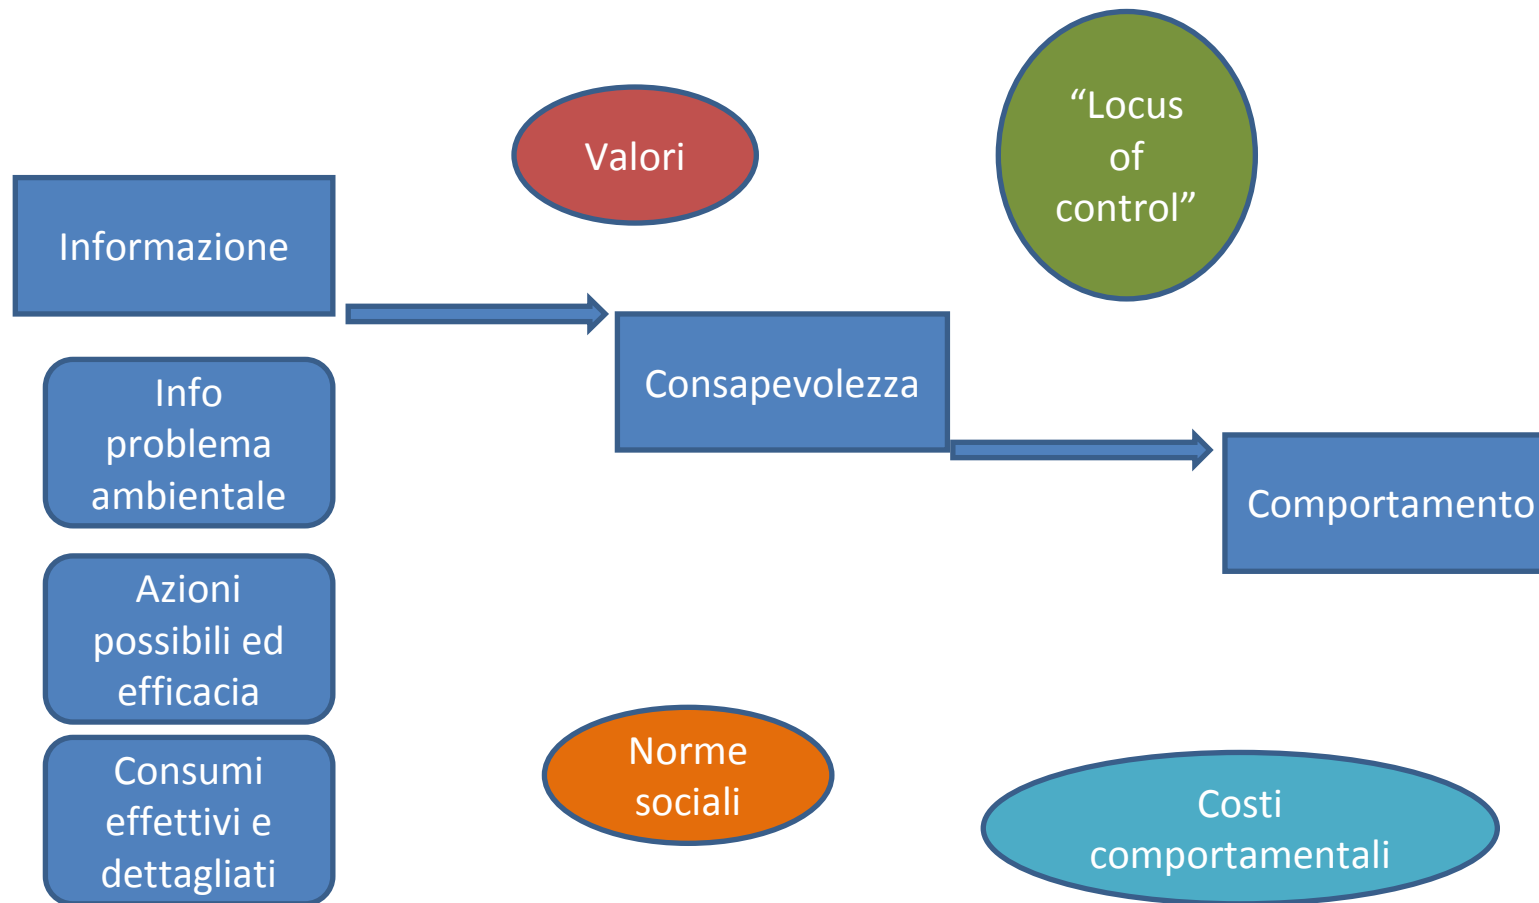 “Locus
of
control”
Valori
Informazione
Info
problema
ambientale
Consapevolezza
Comportamento
Azioni
possibili ed
efficacia
Norme
sociali
Consumi
effettivi e
dettagliati
Costi
comportamentali